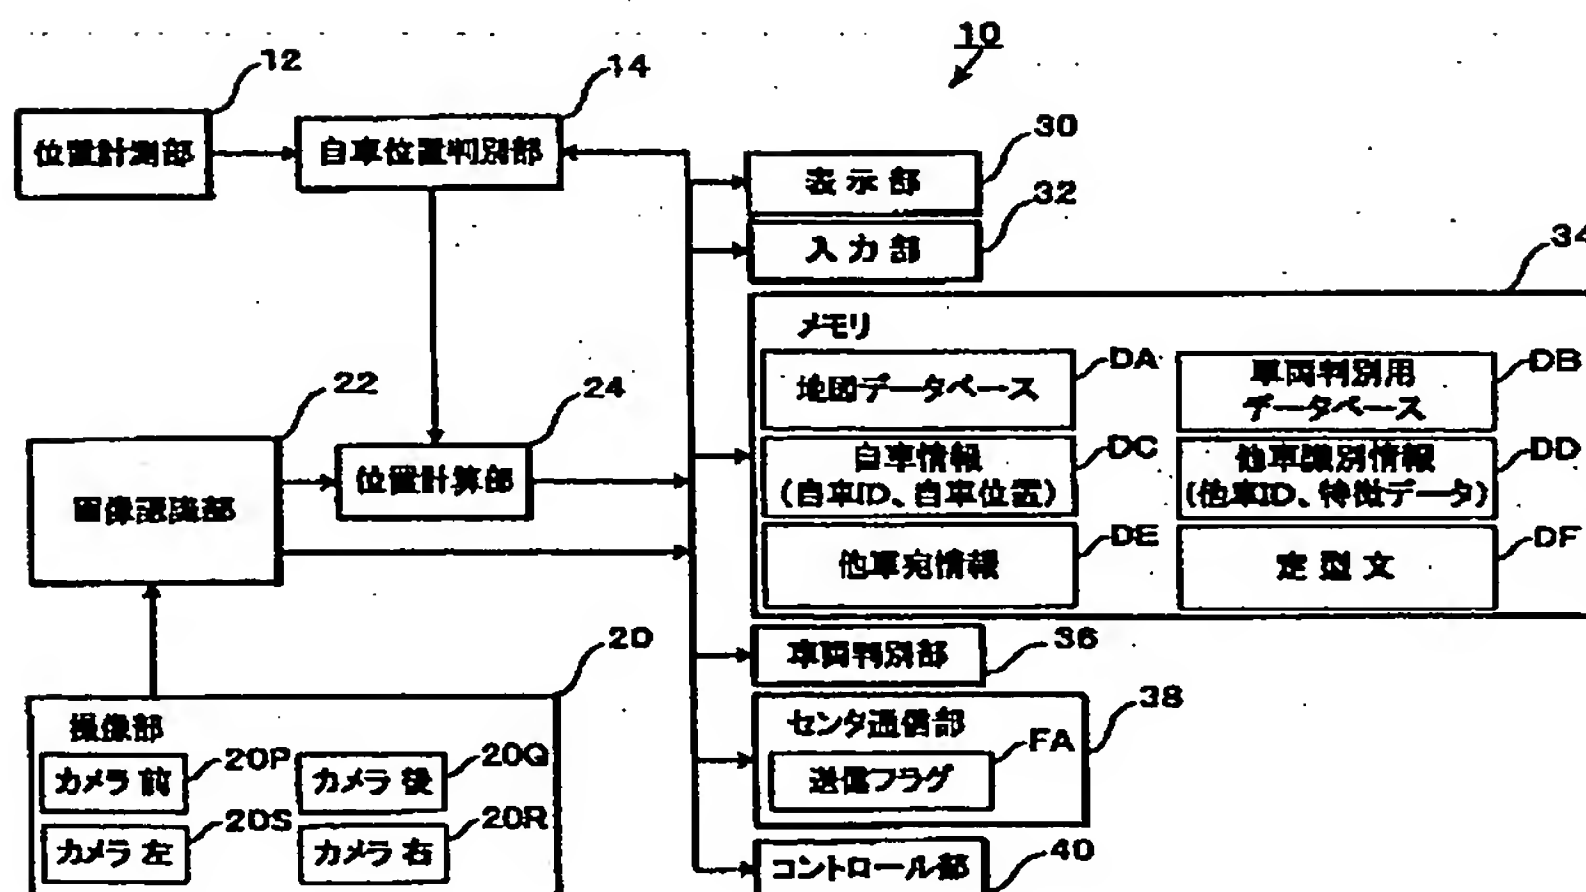 10
12
14
位置計測部
自車位置判別部
30
表示部
32
入力部
34
メモリ
DA
地図データベース
DB
車両判別用
データベース
22
24
DC
自車情報
(自車ID、自車位置)
DD
他車識別情報
(他車ID、特徴データ)
画像認識部
位置計算部
DE
他車宛情報
DF
定型文
20
36
車両判別部
撮像部
38
センタ通信部
20P
カメラ 前
20Q
カメラ 後
FA
送信フラグ
20S
カメラ 左
20R
カメラ 右
40
コントロール部